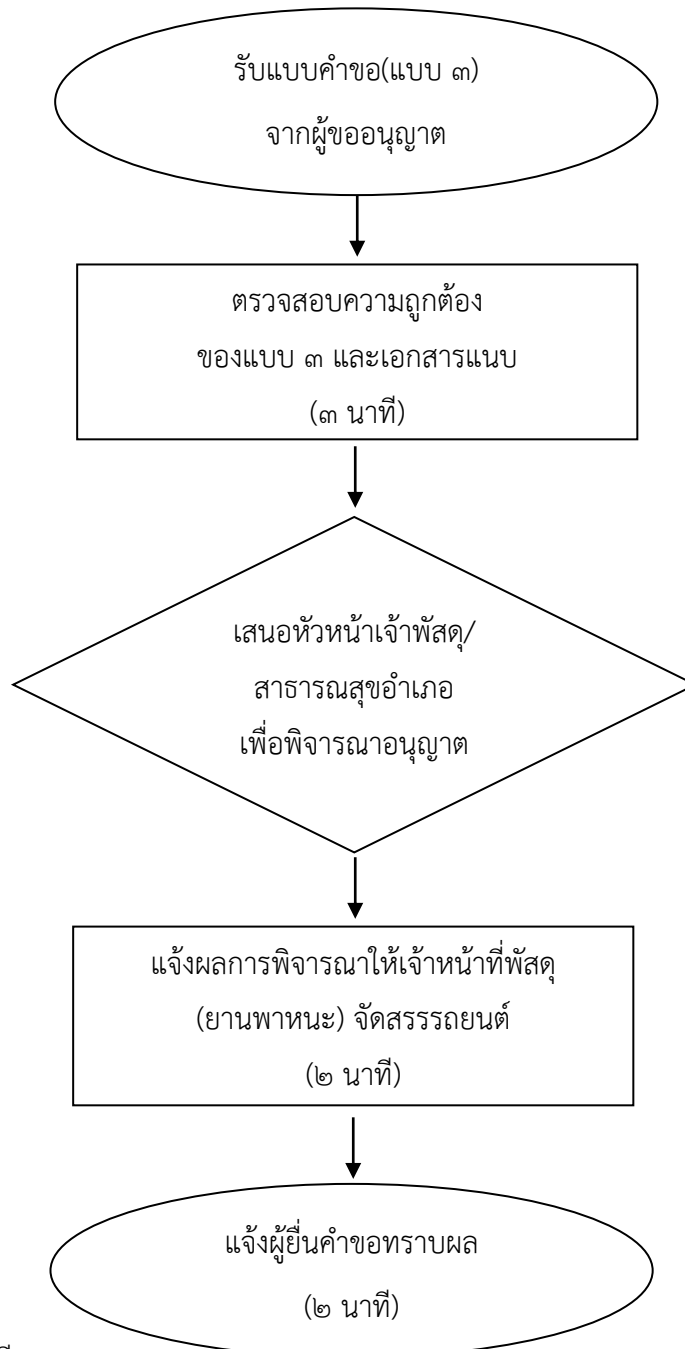 รับแบบคำขอ(แบบ ๓)
จากผู้ขออนุญาต
ตรวจสอบความถูกต้อง
ของแบบ ๓ และเอกสารแนบ
(๓ นาที)
เสนอหัวหน้าเจ้าพัสดุ/
สาธารณสุขอำเภอ
เพื่อพิจารณาอนุญาต
แจ้งผลการพิจารณาให้เจ้าหน้าที่พัสดุ
(ยานพาหนะ) จัดสรรรถยนต์
(๒ นาที)
แจ้งผู้ยื่นคำขอทราบผล
(๒ นาที)